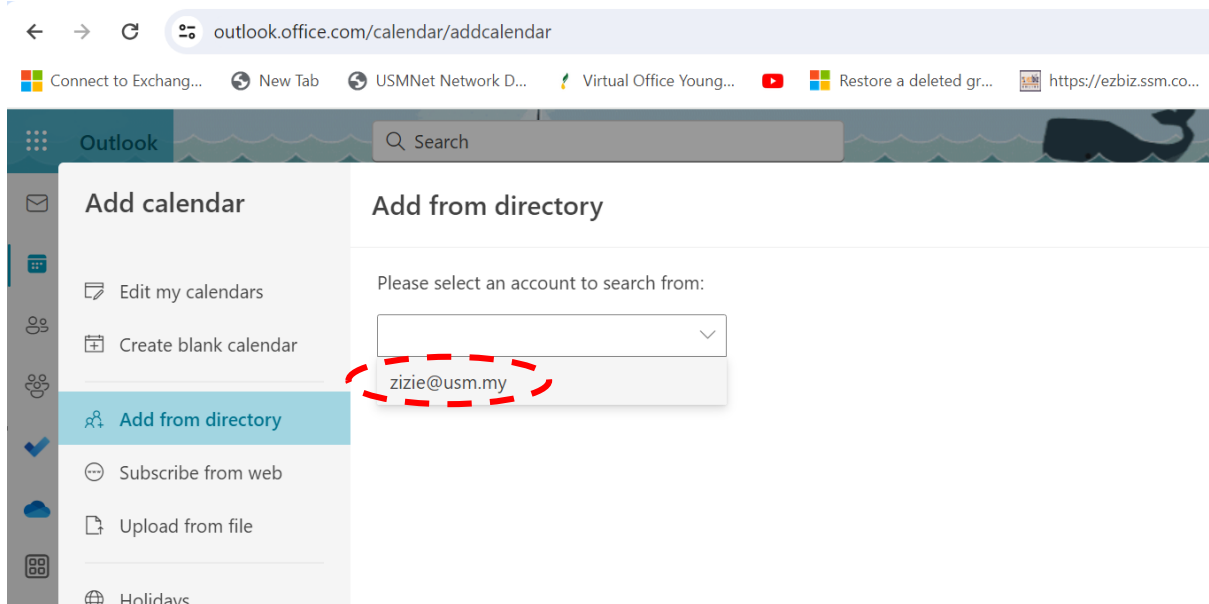 outlook.office.com/calendar/addcalendar
Connect to Exchang... New Tab USMNet Network D... Virtual Office Young... Restore a deleted gr... https://ezbiz.ssm.co...
Outlook Search
Add calendar
Add from directory
Edit my calendars
Please select an account to search from:
Create blank calendar
zizie@usm.my
Add from directory
Subscribe from web
Upload from file
Holidays